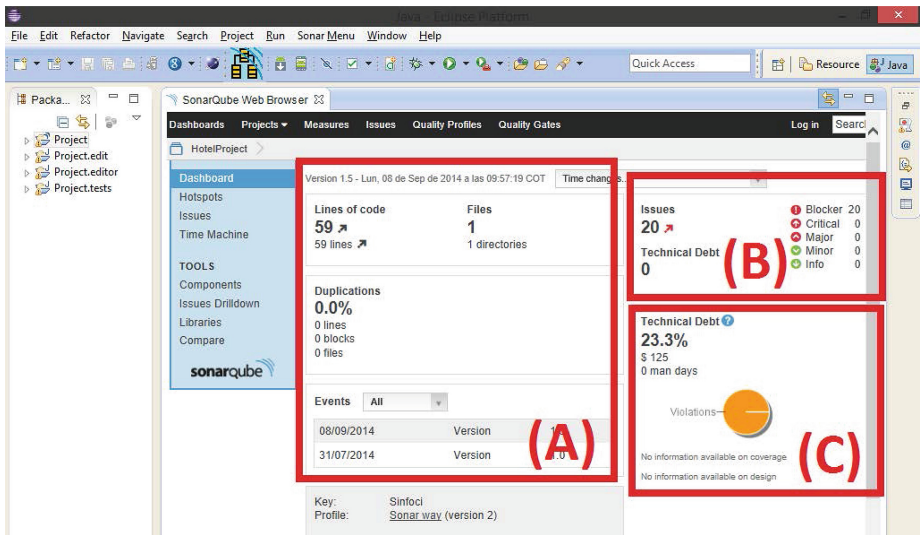 Java - Eclipse Platform
File Edit Refactor Navigate Search Project Run Sonar Menu Window Help
Quick Access
Resource
Java
Packa...
SonarQube Web Browser
Project
Project.edit
Project.editor
Project.tests
Dashboards Projects Measures Issues Quality Profiles Quality Gates Log in Search
HotelProject
Dashboard
Hotspots
Issues
Time Machine
TOOLS
Components
Issues Drilldown
Libraries
Compare
sonarqube
Version 1.5 - Lun, 08 de Sep de 2014 a las 09:57:19 COT Time changes...
Lines of code
59
59 lines
Files
1
1 directories
Duplications
0.0%
0 lines
0 blocks
0 files
Events All
08/09/2014 Version
31/07/2014 Version 1.0
(A)
Key: Sinfoci
Profile: Sonar way (version 2)
Issues
20
Technical Debt
0
Blocker 20
Critical 0
Major 0
Minor 0
Info 0
(B)
Technical Debt ?
23.3%
$ 125
0 man days
Violations
No information available on coverage
No information available on design
(C)